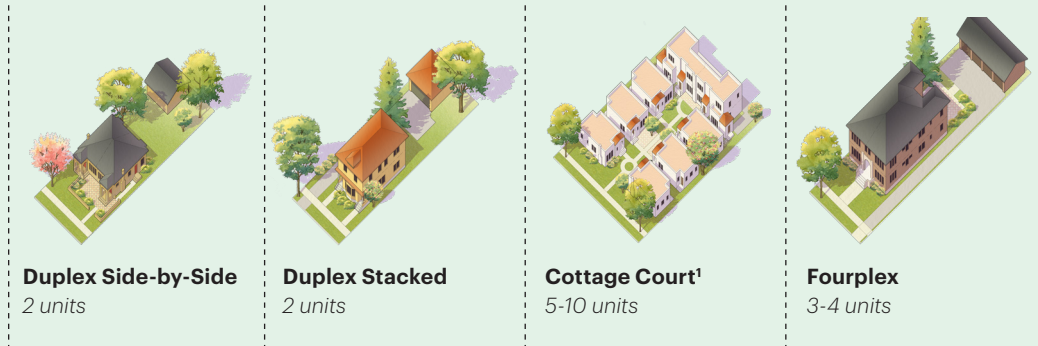 Duplex Side-by-Side
2 units
Duplex Stacked
2 units
Cottage Court¹
5-10 units
Fourplex
3-4 units